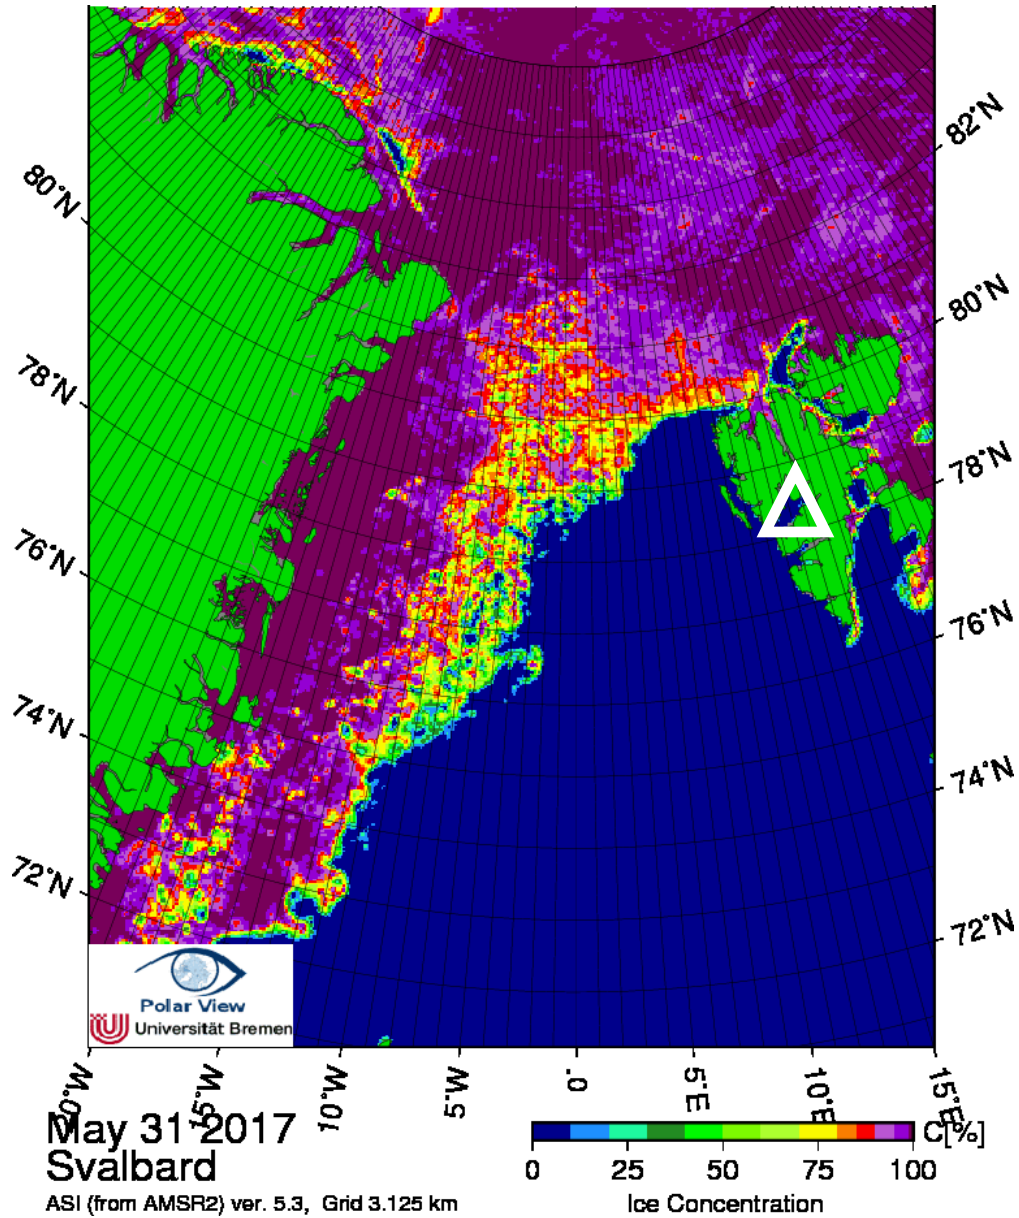 82°N
80°N
80°N
78°N
78°N
76°N
76°N
74°N
74°N
72°N
72°N
Polar View
Universität Bremen
20°W
15°W
10°W
5°W
0°
5°E
10°E
15°E
May 31 2017
Svalbard
ASI (from AMSR2) ver. 5.3, Grid 3.125 km
C[%]
0 25 50 75 100
Ice Concentration